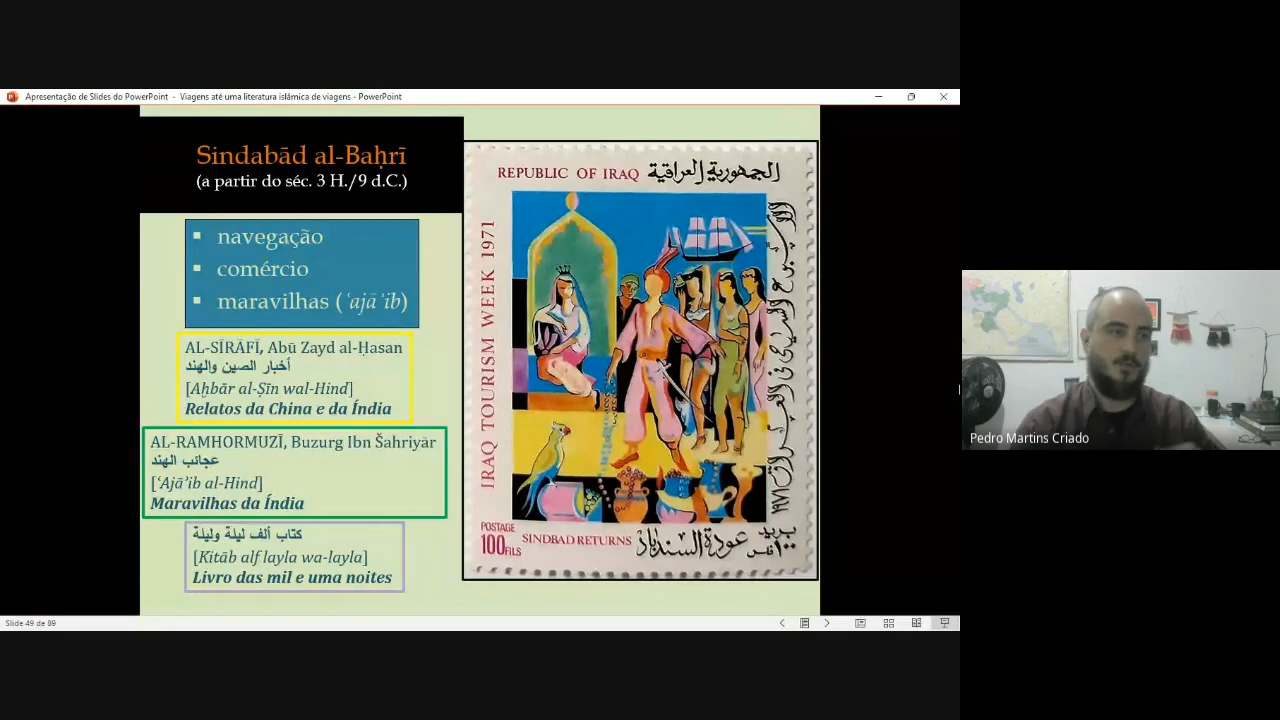 Apresentação de Slides do PowerPoint - Viagens até uma literatura islâmica de viagens - PowerPoint
Sindabād al-Baḥrī
(a partir do séc. 3 H./9 d.C.)
▪ navegação
▪ comércio
▪ maravilhas (ʿajāʾib)
AL-SĪRĀFĪ, Abū Zayd al-Ḥasan
أخبار الصين والهند
[Aḫbār al-Ṣīn wal-Hind]
Relatos da China e da Índia
AL-RAMHORMUZĪ, Buzurg Ibn Šahriyār
عجائب الهند
[ʿAjāʾib al-Hind]
Maravilhas da Índia
كتاب ألف ليلة وليلة
[Kitāb alf layla wa-layla]
Livro das mil e uma noites
REPUBLIC OF IRAQ الجمهورية العراقية
IRAQ TOURISM WEEK 1971
١٩٧١
POSTAGE
100 FILS
SINDBAD RETURNS عودة السندباد
بريد
Slide 49 de 89
Pedro Martins Criado